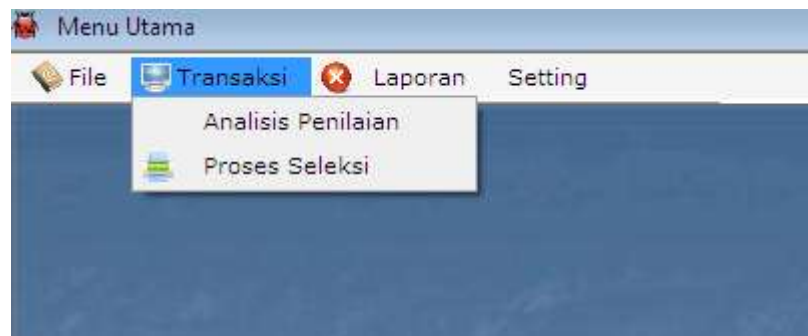 Menu Utama
File Transaksi Laporan Setting
Analisis Penilaian
Proses Seleksi